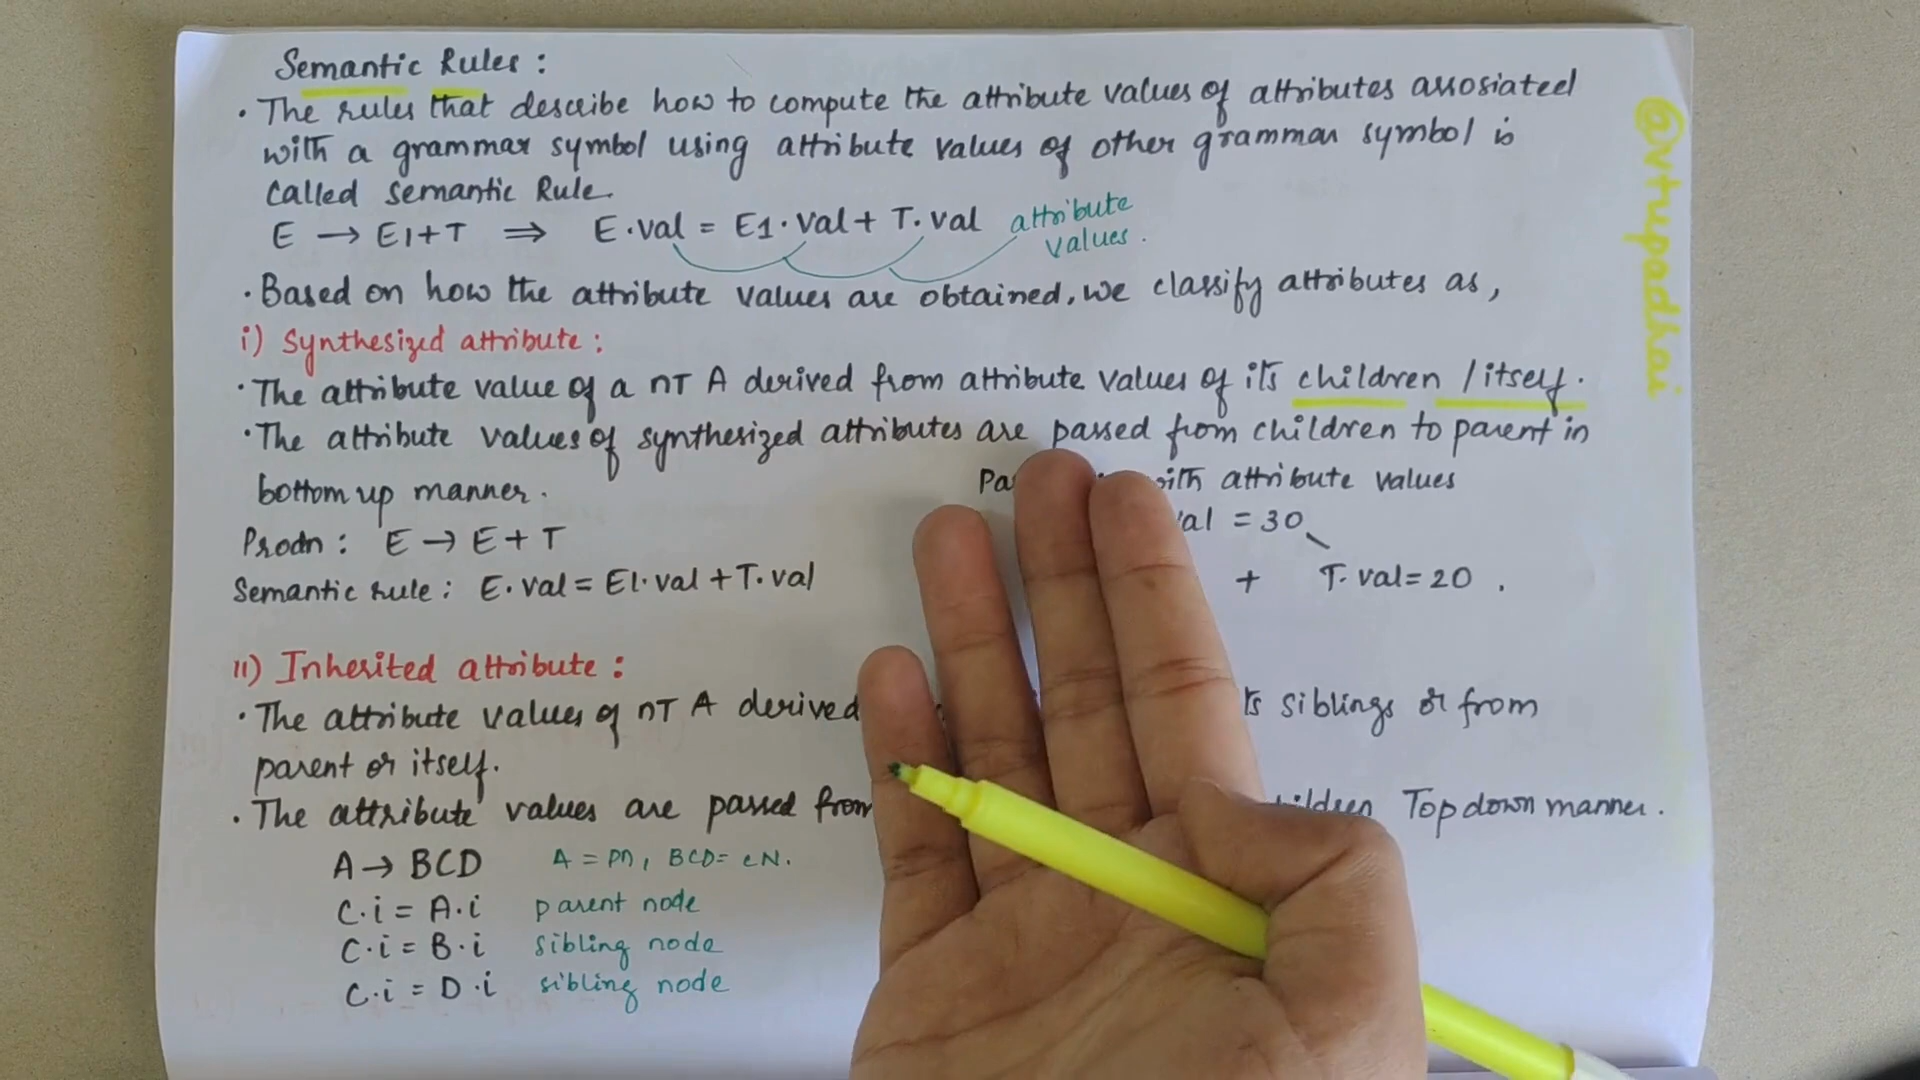 Semantic Rules :
• The rules that describe how to compute the attribute values of attributes assosiated
with a grammar symbol using attribute values of other grammar symbol is
called semantic Rule.
E → E1+T ⇒ E.val = E1.val + T.val attribute
values.
• Based on how the attribute values are obtained, we classify attributes as,
i) Synthesized attribute :
• The attribute value of a nT A derived from attribute values of its children / itself.
• The attribute values of synthesized attributes are passed from children to parent in
bottom up manner.
with attribute values
Prodn : E → E + T
= 30
Semantic rule : E.val = E1.val + T.val
+ T.val = 20 .
ii) Inherited attribute :
• The attribute values of nT A derived siblings or from
parent or itself.
• The attribute values are passed from Top down manner.
A → BCD A = Pn, BCD = CN.
C.i = A.i parent node
C.i = B.i sibling node
C.i = D.i sibling node
@vtupadhai